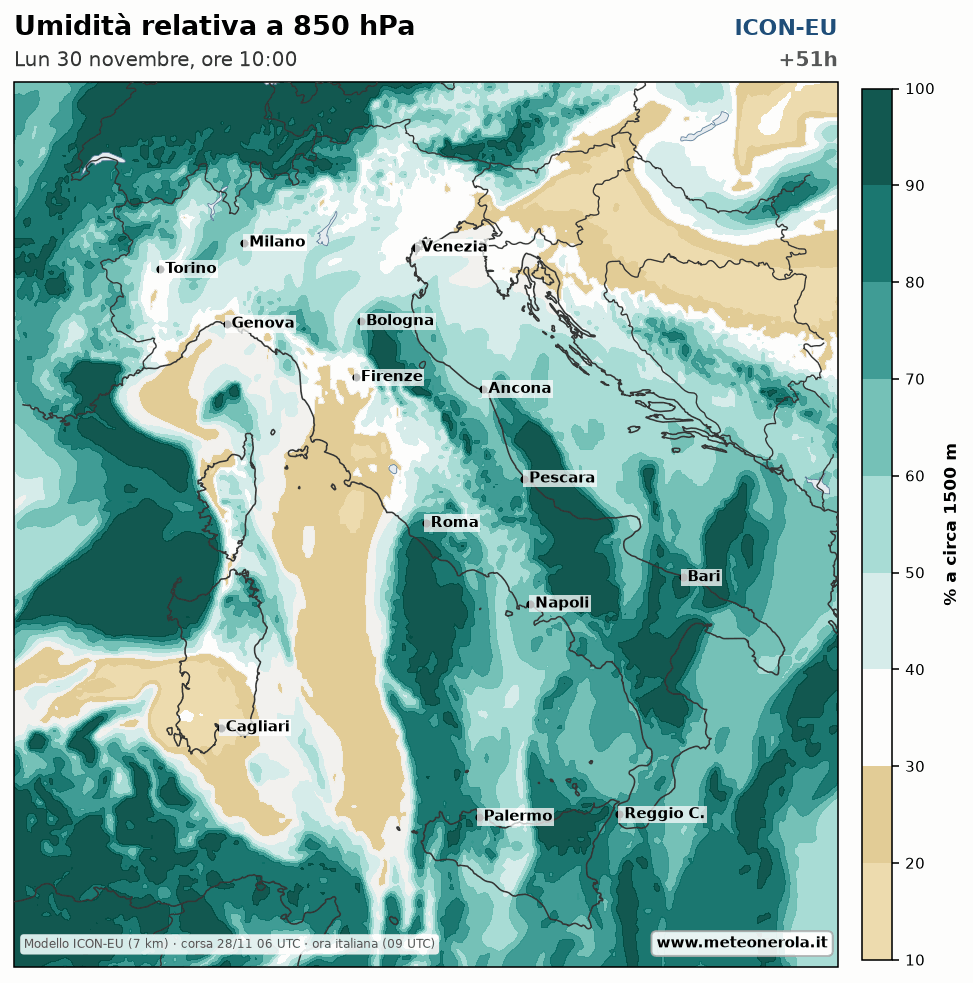 Umidità relativa a 850 hPa
ICON-EU
Lun 30 novembre, ore 10:00
+51h
100
90
80
70
60
50
40
30
20
10
% a circa 1500 m
Milano
Venezia
Torino
Genova
Bologna
Firenze
Ancona
Pescara
Roma
Bari
Napoli
Cagliari
Palermo
Reggio C.
Modello ICON-EU (7 km) · corsa 28/11 06 UTC · ora italiana (09 UTC)
www.meteonerola.it